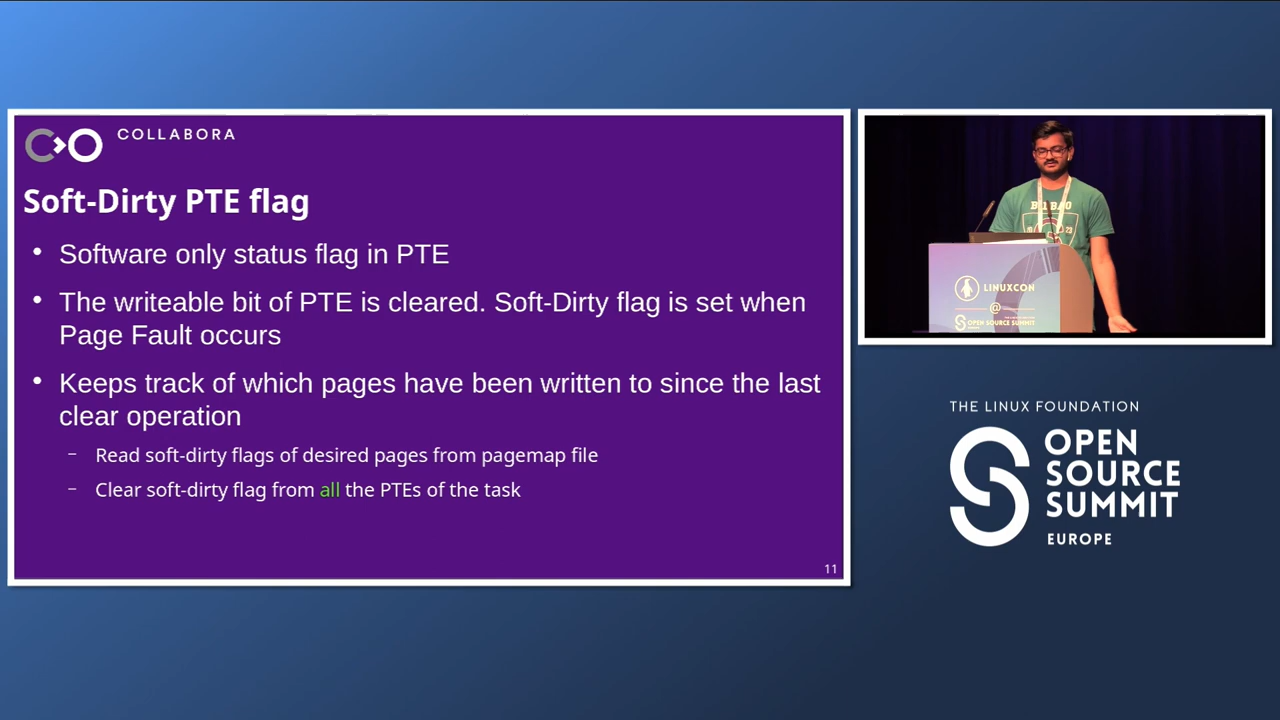 COLLABORA
Soft-Dirty PTE flag
• Software only status flag in PTE
• The writeable bit of PTE is cleared. Soft-Dirty flag is set when
Page Fault occurs
• Keeps track of which pages have been written to since the last
clear operation
– Read soft-dirty flags of desired pages from pagemap file
– Clear soft-dirty flag from all the PTEs of the task
11
LINUXCON
@
OPEN SOURCE SUMMIT
THE LINUX FOUNDATION
OPEN
SOURCE
SUMMIT
EUROPE